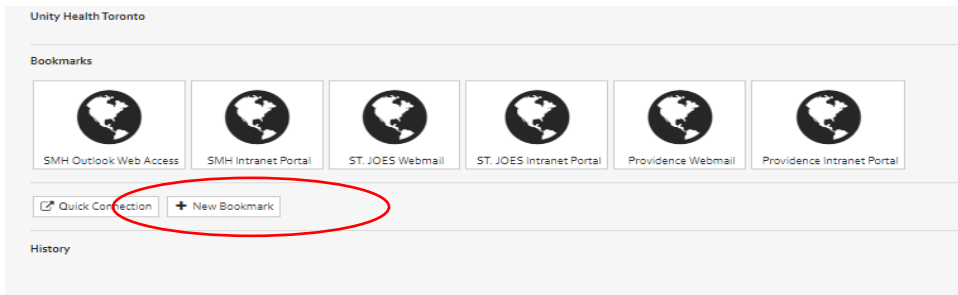 Unity Health Toronto
Bookmarks
SMH Outlook Web Access
SMH Intranet Portal
ST. JOES Webmail
ST. JOES Intranet Portal
Providence Webmail
Providence Intranet Portal
Quick Connection
New Bookmark
History